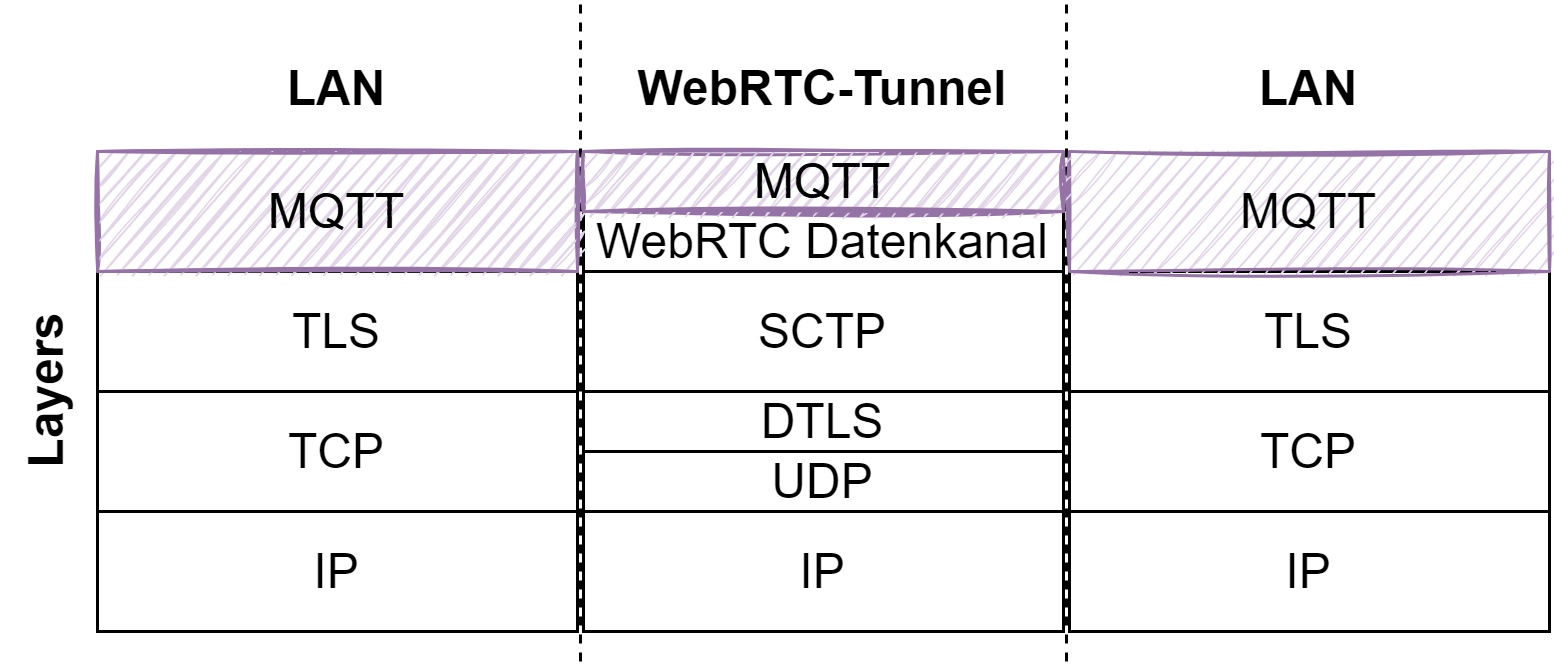 LAN
WebRTC-Tunnel
LAN
Layers
MQTT
TLS
TCP
IP
MQTT
WebRTC Datenkanal
SCTP
DTLS
UDP
IP
MQTT
TLS
TCP
IP